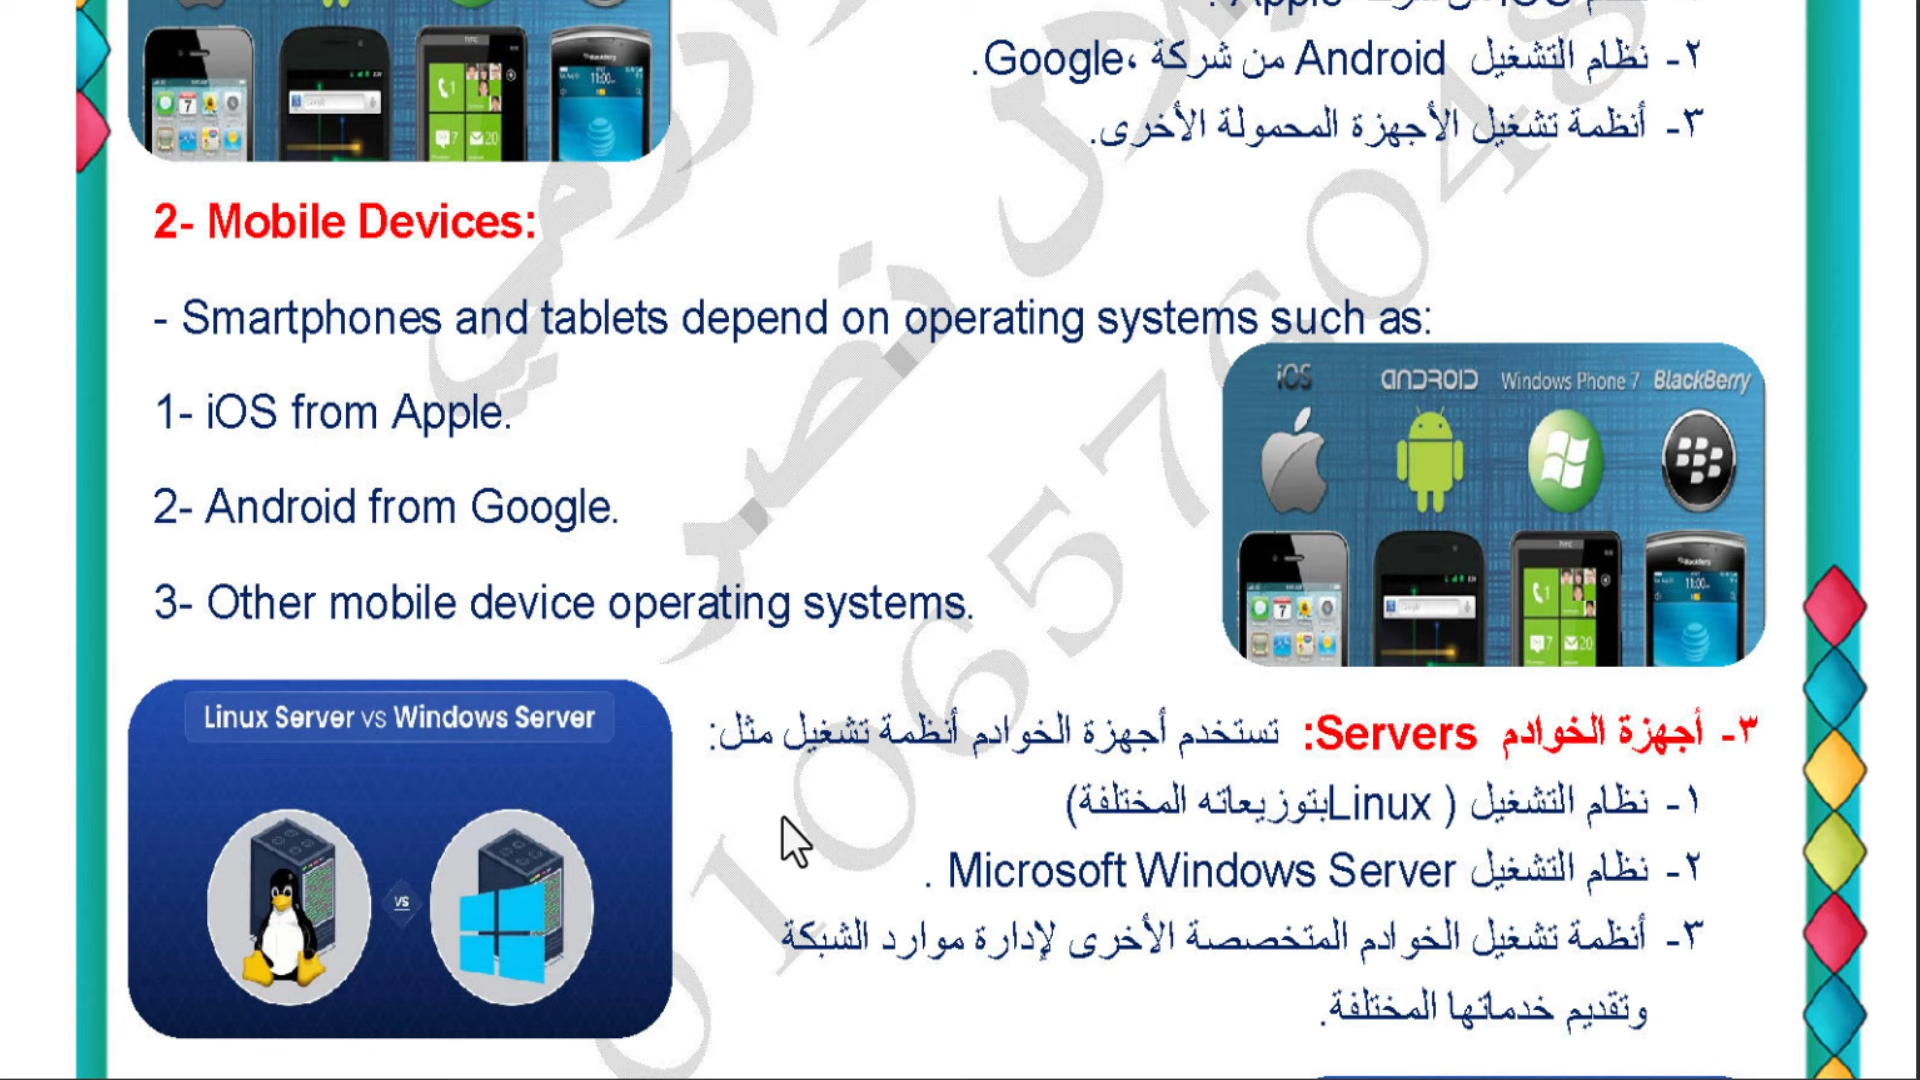 ٢- نظام التشغيل Android من شركة Google،.
٣- أنظمة تشغيل الأجهزة المحمولة الأخرى.
2- Mobile Devices:
- Smartphones and tablets depend on operating systems such as:
1- iOS from Apple.
2- Android from Google.
3- Other mobile device operating systems.
iOS ANDROID Windows Phone 7 BlackBerry
Linux Server vs Windows Server
vs
٣- أجهزة الخوادم Servers: تستخدم أجهزة الخوادم أنظمة تشغيل مثل:
١- نظام التشغيل ( Linuxبتوزيعاته المختلفة)
٢- نظام التشغيل Microsoft Windows Server .
٣- أنظمة تشغيل الخوادم المتخصصة الأخرى لإدارة موارد الشبكة
وتقديم خدماتها المختلفة.